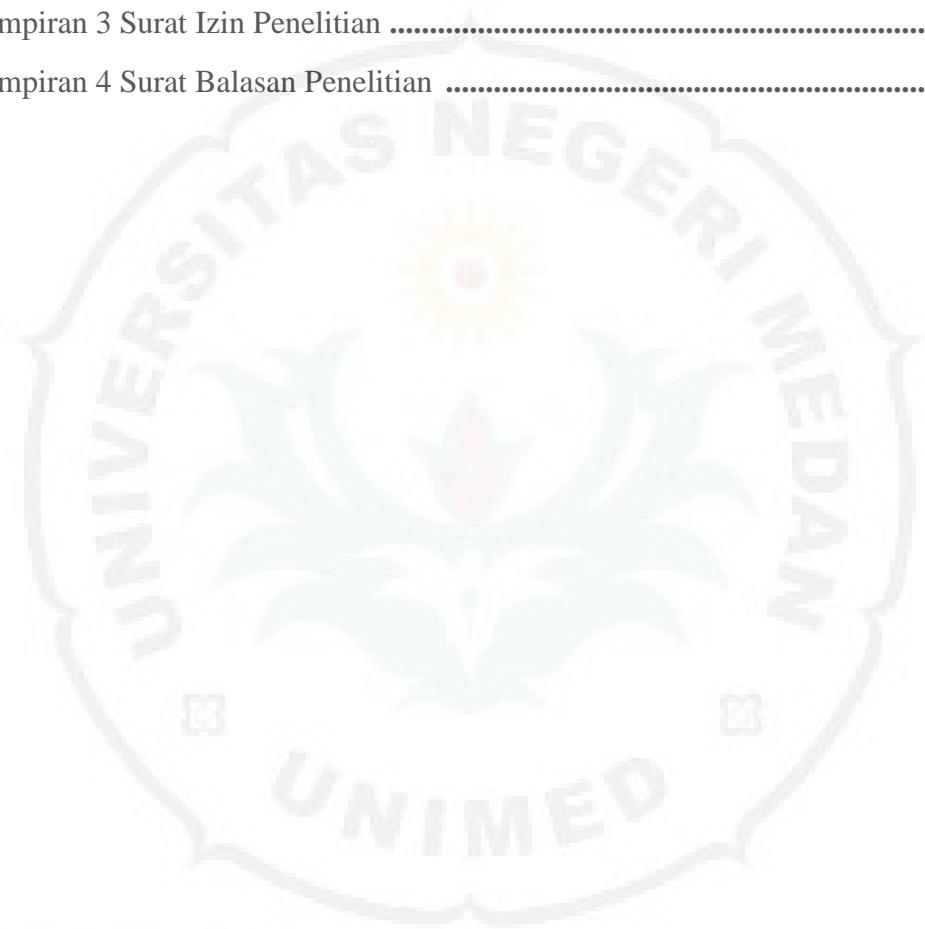 mpiran 3 Surat Izin Penelitian ..................................................................
mpiran 4 Surat Balasan Penelitian ...........................................................
UNIVERSITAS NEGERI MEDAN
UNIMED